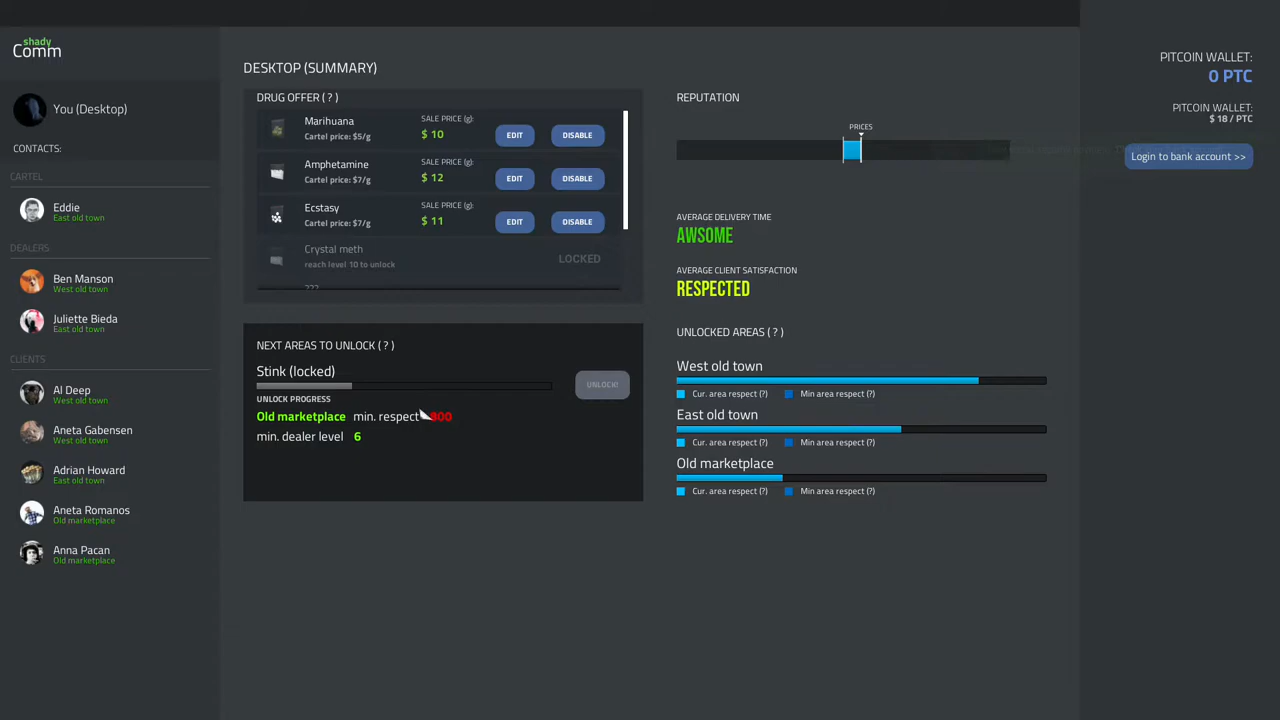 shady
Comm
You (Desktop)
CONTACTS:
CARTEL
Eddie
East old town
DEALERS
Ben Manson
West old town
Juliette Bieda
East old town
CLIENTS
Al Deep
West old town
Aneta Gabensen
West old town
Adrian Howard
East old town
Aneta Romanos
Old marketplace
Anna Pacan
Old marketplace
DESKTOP (SUMMARY)
DRUG OFFER ( ? )
Marihuana
Cartel price: $5/g
SALE PRICE (g):
$ 10
EDIT
DISABLE
Amphetamine
Cartel price: $7/g
SALE PRICE (g):
$ 12
EDIT
DISABLE
Ecstasy
Cartel price: $7/g
SALE PRICE (g):
$ 11
EDIT
DISABLE
Crystal meth
reach level 10 to unlock
LOCKED
???
NEXT AREAS TO UNLOCK ( ? )
Stink (locked)
UNLOCK!
UNLOCK PROGRESS
Old marketplace min. respect
min. dealer level 6
REPUTATION
PRICES
AVERAGE DELIVERY TIME
AWSOME
AVERAGE CLIENT SATISFACTION
RESPECTED
UNLOCKED AREAS ( ? )
West old town
Cur. area respect (?) Min area respect (?)
East old town
Cur. area respect (?) Min area respect (?)
Old marketplace
Cur. area respect (?) Min area respect (?)
PITCOIN WALLET:
0 PTC
PITCOIN WALLET:
$ 18 / PTC
Login to bank account >>